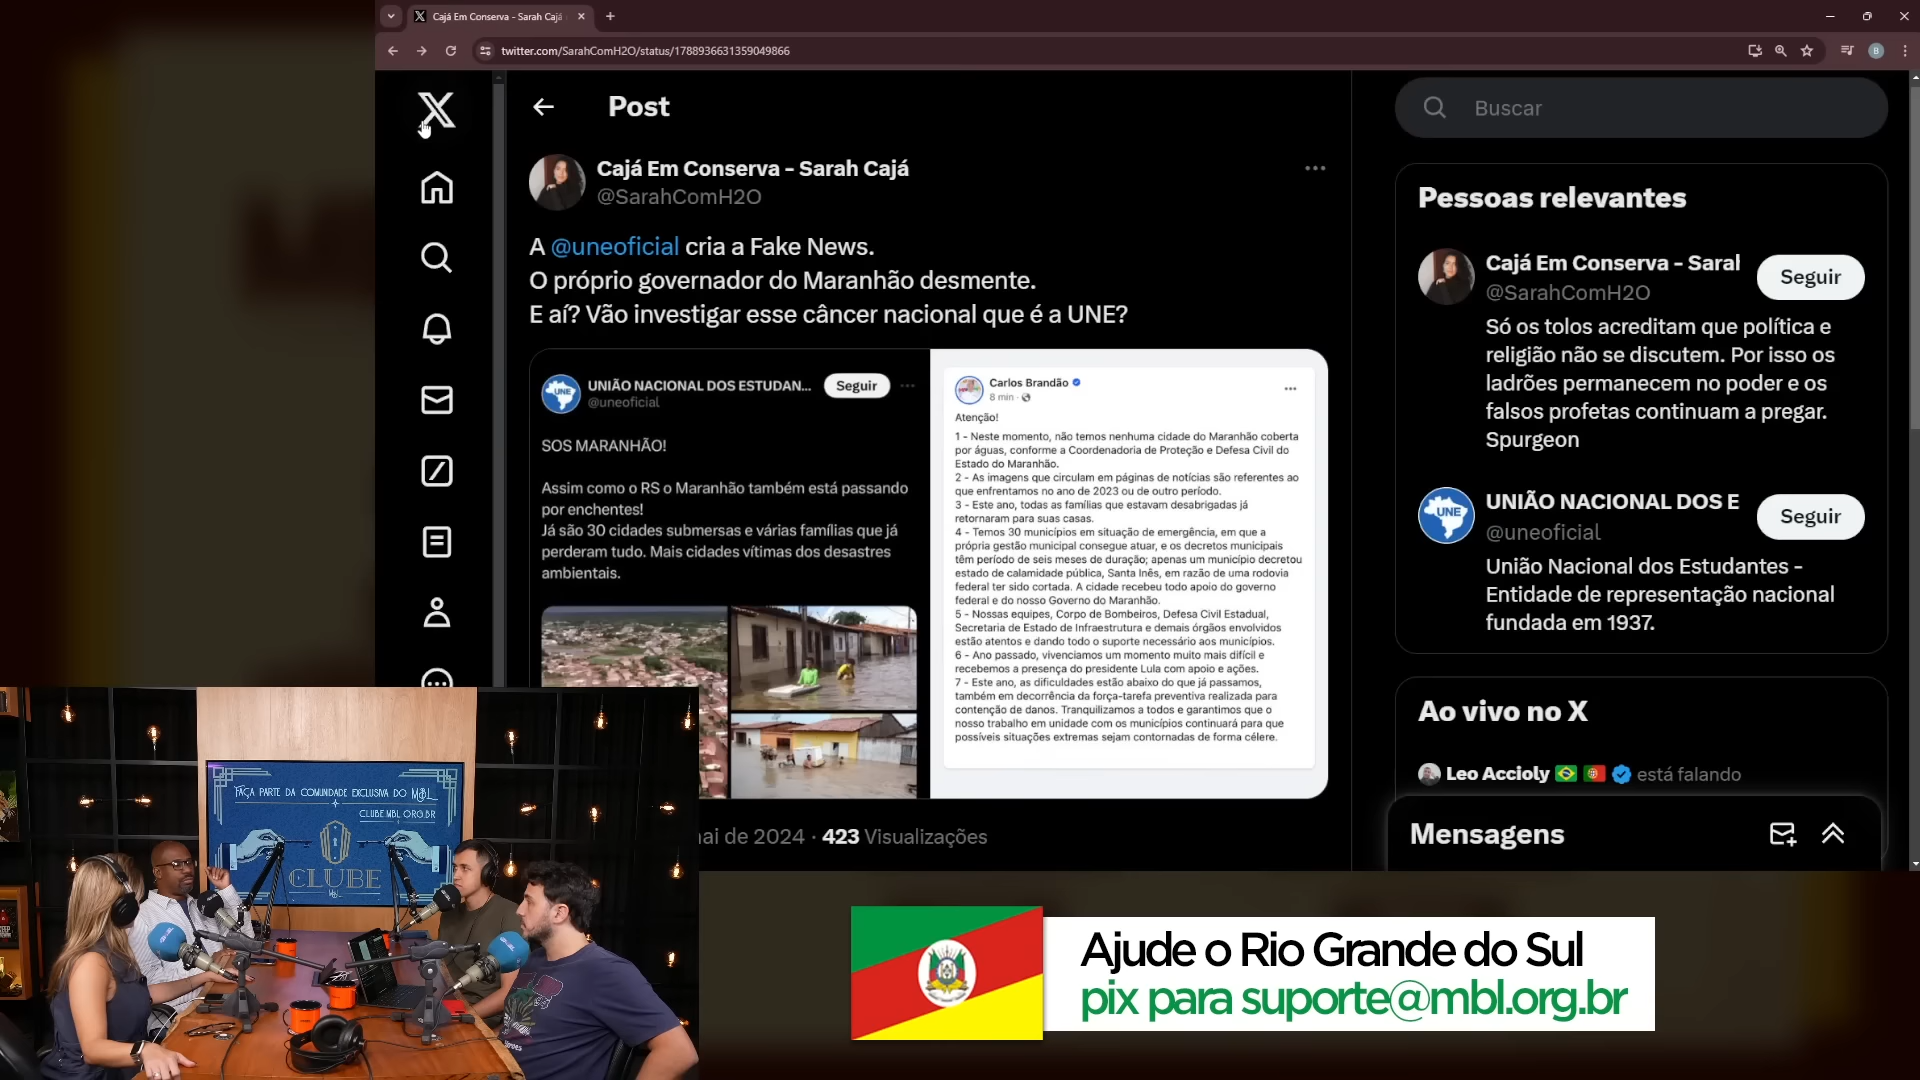 Cajá Em Conserva - Sarah Cajá
twitter.com/SarahComH2O/status/1788936631359049866
B
Post
Buscar
Cajá Em Conserva - Sarah Cajá
@SarahComH2O
A @uneoficial cria a Fake News.
O próprio governador do Maranhão desmente.
E aí? Vão investigar esse câncer nacional que é a UNE?
UNE
UNIÃO NACIONAL DOS ESTUDAN...
@uneoficial
Seguir
SOS MARANHÃO!
Assim como o RS o Maranhão também está passando
por enchentes!
Já são 30 cidades submersas e várias famílias que já
perderam tudo. Mais cidades vítimas dos desastres
ambientais.
Carlos Brandão
8 min ·
Atenção!
1 - Neste momento, não temos nenhuma cidade do Maranhão coberta
por águas, conforme a Coordenadoria de Proteção e Defesa Civil do
Estado do Maranhão.
2 - As imagens que circulam em páginas de notícias são referentes ao
que enfrentamos no ano de 2023 ou de outro período.
3 - Este ano, todas as famílias que estavam desabrigadas já
retornaram para suas casas.
4 - Temos 30 municípios em situação de emergência, em que a
própria gestão municipal consegue atuar, e os decretos municipais
têm período de seis meses de duração; apenas um município decretou
estado de calamidade pública, Santa Inês, em razão de uma rodovia
federal ter sido cortada. A cidade recebeu todo apoio do governo
federal e do nosso Governo do Maranhão.
5 - Nossas equipes, Corpo de Bombeiros, Defesa Civil Estadual,
Secretaria de Estado de Infraestrutura e demais órgãos envolvidos
estão atentos e dando todo o suporte necessário aos municípios.
6 - Ano passado, vivenciamos um momento muito mais difícil e
recebemos a presença do presidente Lula com apoio e ações.
7 - Este ano, as dificuldades estão abaixo do que já passamos,
também em decorrência da força-tarefa preventiva realizada para
contenção de danos. Tranquilizamos a todos e garantimos que o
nosso trabalho em unidade com os municípios continuará para que
possíveis situações extremas sejam contornadas de forma célere.
mai de 2024 · 423 Visualizações
Pessoas relevantes
Cajá Em Conserva - Saral
@SarahComH2O
Seguir
Só os tolos acreditam que política e
religião não se discutem. Por isso os
ladrões permanecem no poder e os
falsos profetas continuam a pregar.
Spurgeon
UNE
UNIÃO NACIONAL DOS E
@uneoficial
Seguir
União Nacional dos Estudantes -
Entidade de representação nacional
fundada em 1937.
Ao vivo no X
Leo Accioly está falando
Mensagens
FAÇA PARTE DA COMUNIDADE EXCLUSIVA DO MBL
CLUBE.MBL.ORG.BR
CLUBE
MBL
Ajude o Rio Grande do Sul
pix para suporte@mbl.org.br